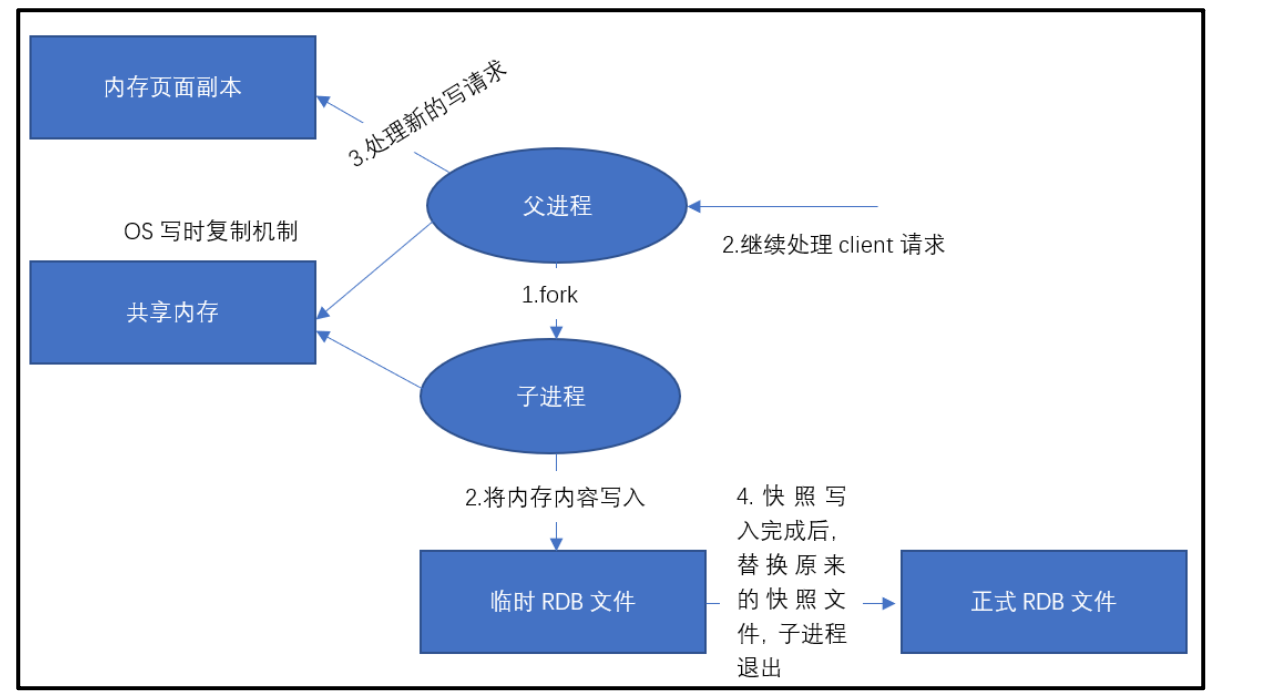 内存页面副本
3.处理新的写请求
父进程
OS 写时复制机制
2.继续处理 client 请求
共享内存
1.fork
子进程
2.将内存内容写入
4. 快 照 写
入完成后,
替 换 原 来
的 快 照 文
件, 子进程
退出
临时 RDB 文件
正式 RDB 文件